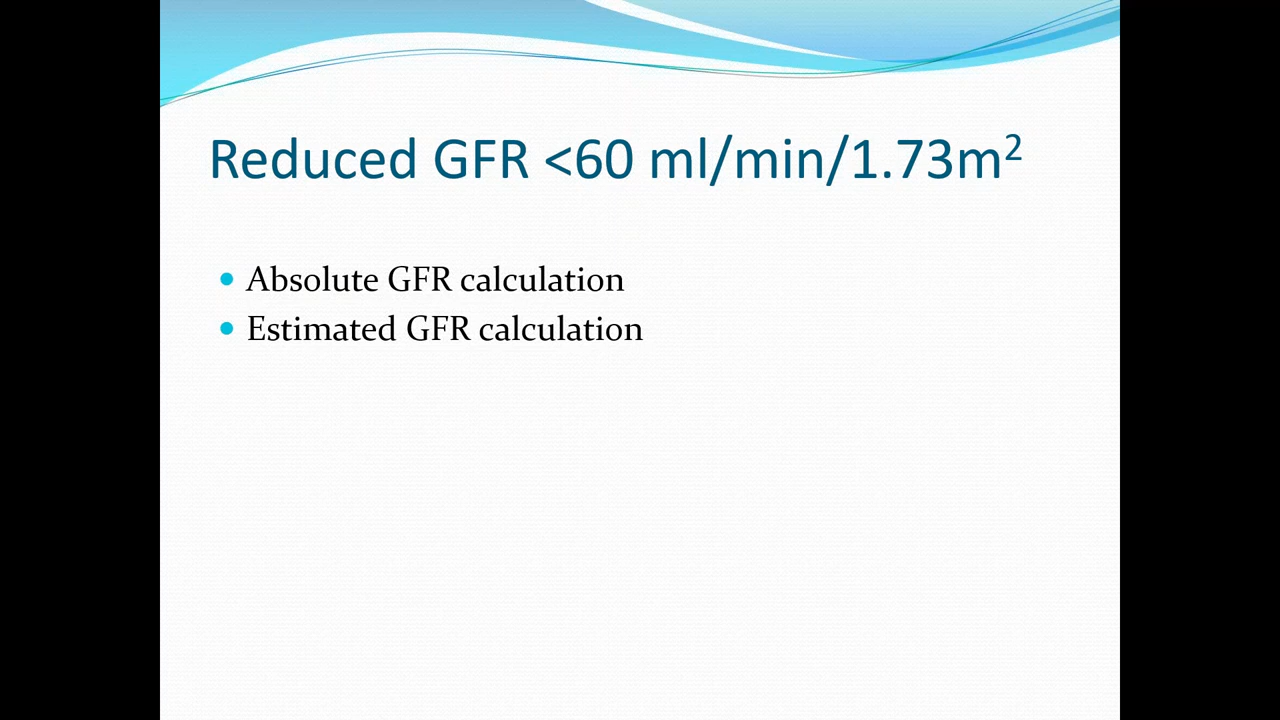 Reduced GFR <60 ml/min/1.73m²
• Absolute GFR calculation
• Estimated GFR calculation